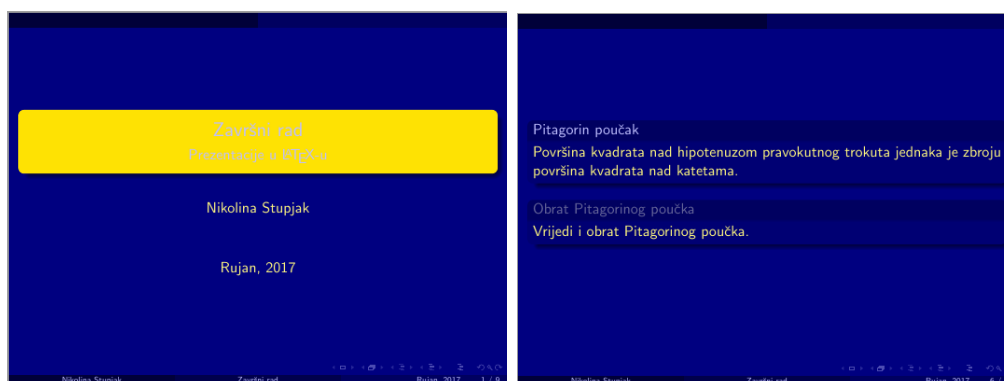 Završni rad
Prezentacije u LATEX-u
Nikolina Stupjak
Rujan, 2017
Nikolina Stupjak Završni rad Rujan, 2017 1 / 9
Pitagorin poučak
Površina kvadrata nad hipotenuzom pravokutnog trokuta jednaka je zbroju
površina kvadrata nad katetama.
Obrat Pitagorinog poučka
Vrijedi i obrat Pitagorinog poučka.
Nikolina Stupjak Završni rad Rujan, 2017